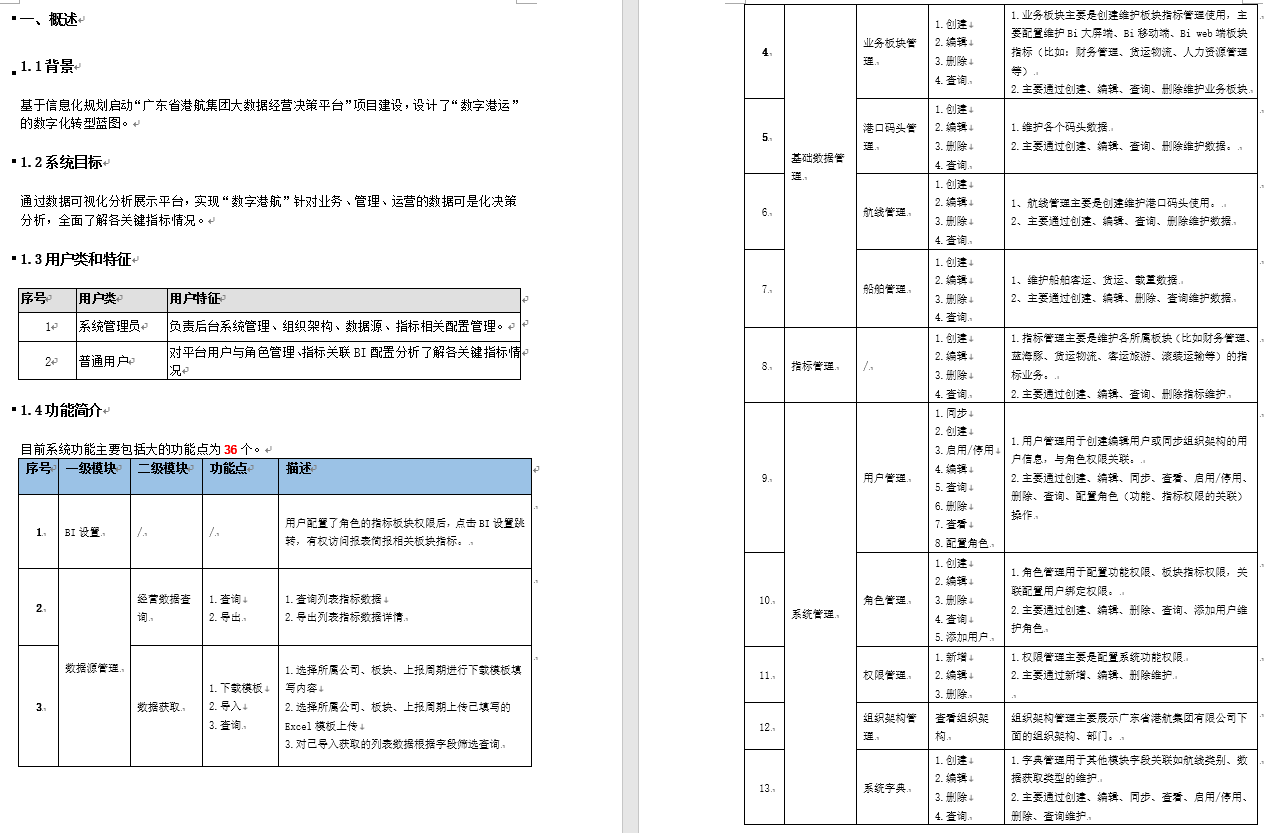 一、概述
1.1背景
基于信息化规划启动“广东省港航集团大数据经营决策平台”项目建设，设计了“数字港运”
的数字化转型蓝图。
1.2系统目标
通过数据可视化分析展示平台，实现“数字港航”针对业务、管理、运营的数据可是化决策
分析，全面了解各关键指标情况。
1.3用户类和特征
序号 用户类 用户特征
1 系统管理员 负责后台系统管理、组织架构、数据源、指标相关配置管理。
2 普通用户 对平台用户与角色管理、指标关联BI配置分析了解各关键指标情
况
1.4功能简介
目前系统功能主要包括大的功能点为 36 个。
序号 一级模块 二级模块 功能点 描述
1. BI设置 / /
用户配置了角色的指标板块权限后，点击BI设置跳
转，有权访问报表简报相关板块指标。
2.
数据源管理
经营数据查
询
1.查询
2.导出
1.查询列表指标数据
2.导出列表指标数据详情
3.
数据获取
1.下载模板
2.导入
3.查询
1.选择所属公司、板块、上报周期进行下载模板填
写内容
2.选择所属公司、板块、上报周期上传已填写的
Excel模板上传
3.对已导入获取的列表数据根据字段筛选查询
4.
基础数据管
理
业务板块管
理
1.创建
2.编辑
3.删除
4.查询
1.业务板块主要是创建维护板块指标管理使用，主
要配置维护Bi大屏端、Bi移动端、Bi web端板块
指标（比如：财务管理、货运物流、人力资源管理
等）
2.主要通过创建、编辑、查询、删除维护业务板块
5.
港口码头管
理
1.创建
2.编辑
3.删除
4.查询
1.维护各个码头数据
2.主要通过创建、编辑、查询、删除维护数据。
6.
航线管理
1.创建
2.编辑
3.删除
4.查询
1、航线管理主要是创建维护港口码头使用。
2、主要通过创建、编辑、查询、删除维护数据
7.
船舶管理
1.创建
2.编辑
3.删除
4.查询
1、维护船舶客运、货运、载重数据
2、主要通过创建、编辑、删除、查询维护数据
8.
指标管理
/
1.创建
2.编辑
3.删除
4.查询
1.指标管理主要是维护各所属板块（比如财务管理、
蓝海豚、货运物流、客运旅游、滚装运输等）的指
标业务。
2.主要通过创建、编辑、查询、删除指标维护
9.
系统管理
用户管理
1.同步
2.创建
3.启用/停用
4.编辑
5.查询
6.删除
7.查看
8.配置角色
1.用户管理用于创建编辑用户或同步组织架构的用
户信息，与角色权限关联。
2.主要通过创建、编辑、同步、查看、启用/停用、
删除、查询、配置角色（功能、指标权限的关联）
操作
10.
角色管理
1.创建
2.编辑
3.删除
4.查询
5.添加用户
1.角色管理用于配置功能权限、板块指标权限，关
联配置用户绑定权限。
2.主要通过创建、编辑、删除、查询、添加用户维
护角色
11.
权限管理
1.新增
2.编辑
3.删除
1.权限管理主要是配置系统功能权限
2.主要通过新增、编辑、删除维护
12.
组织架构管
理
查看组织架
构
组织架构管理主要展示广东省港航集团有限公司下
面的组织架构、部门。
13.
系统字典
1.创建
2.编辑
3.删除
4.查询
1.字典管理用于其他模块字段关联如航线类别、数
据获取类型的维护
2.主要通过创建、编辑、同步、查看、启用/停用、
删除、查询维护